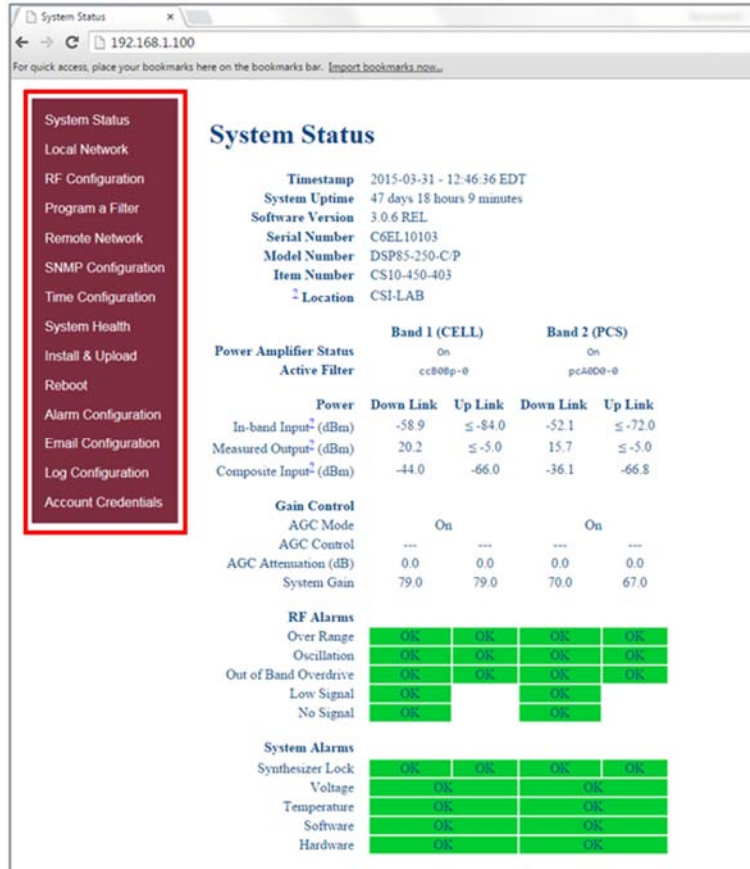 System Status
192.168.1.100
For quick access, place your bookmarks here on the bookmarks bar. Import bookmarks now...
System Status
Local Network
RF Configuration
Program a Filter
Remote Network
SNMP Configuration
Time Configuration
System Health
Install & Upload
Reboot
Alarm Configuration
Email Configuration
Log Configuration
Account Credentials
System Status
Timestamp 2015-03-31 - 12:46:36 EDT
System Uptime 47 days 18 hours 9 minutes
Software Version 3.0.6 REL
Serial Number C6EL10103
Model Number DSP85-250-C/P
Item Number CS10-450-403
? Location CSI-LAB
Band 1 (CELL) Band 2 (PCS)
Power Amplifier Status On On
Active Filter ccB0Bp-0 pcA0D0-0
Power Down Link Up Link Down Link Up Link
In-band Input? (dBm) -58.9 ≤ -84.0 -52.1 ≤ -72.0
Measured Output? (dBm) 20.2 ≤ -5.0 15.7 ≤ -5.0
Composite Input? (dBm) -44.0 -66.0 -36.1 -66.8
Gain Control
AGC Mode On On
AGC Control --- --- --- ---
AGC Attenuation (dB) 0.0 0.0 0.0 0.0
System Gain 79.0 79.0 70.0 67.0
RF Alarms
Over Range OK OK OK OK
Oscillation OK OK OK OK
Out of Band Overdrive OK OK OK OK
Low Signal OK OK
No Signal OK OK
System Alarms
Synthesizer Lock OK OK OK OK
Voltage OK OK
Temperature OK OK
Software OK OK
Hardware OK OK